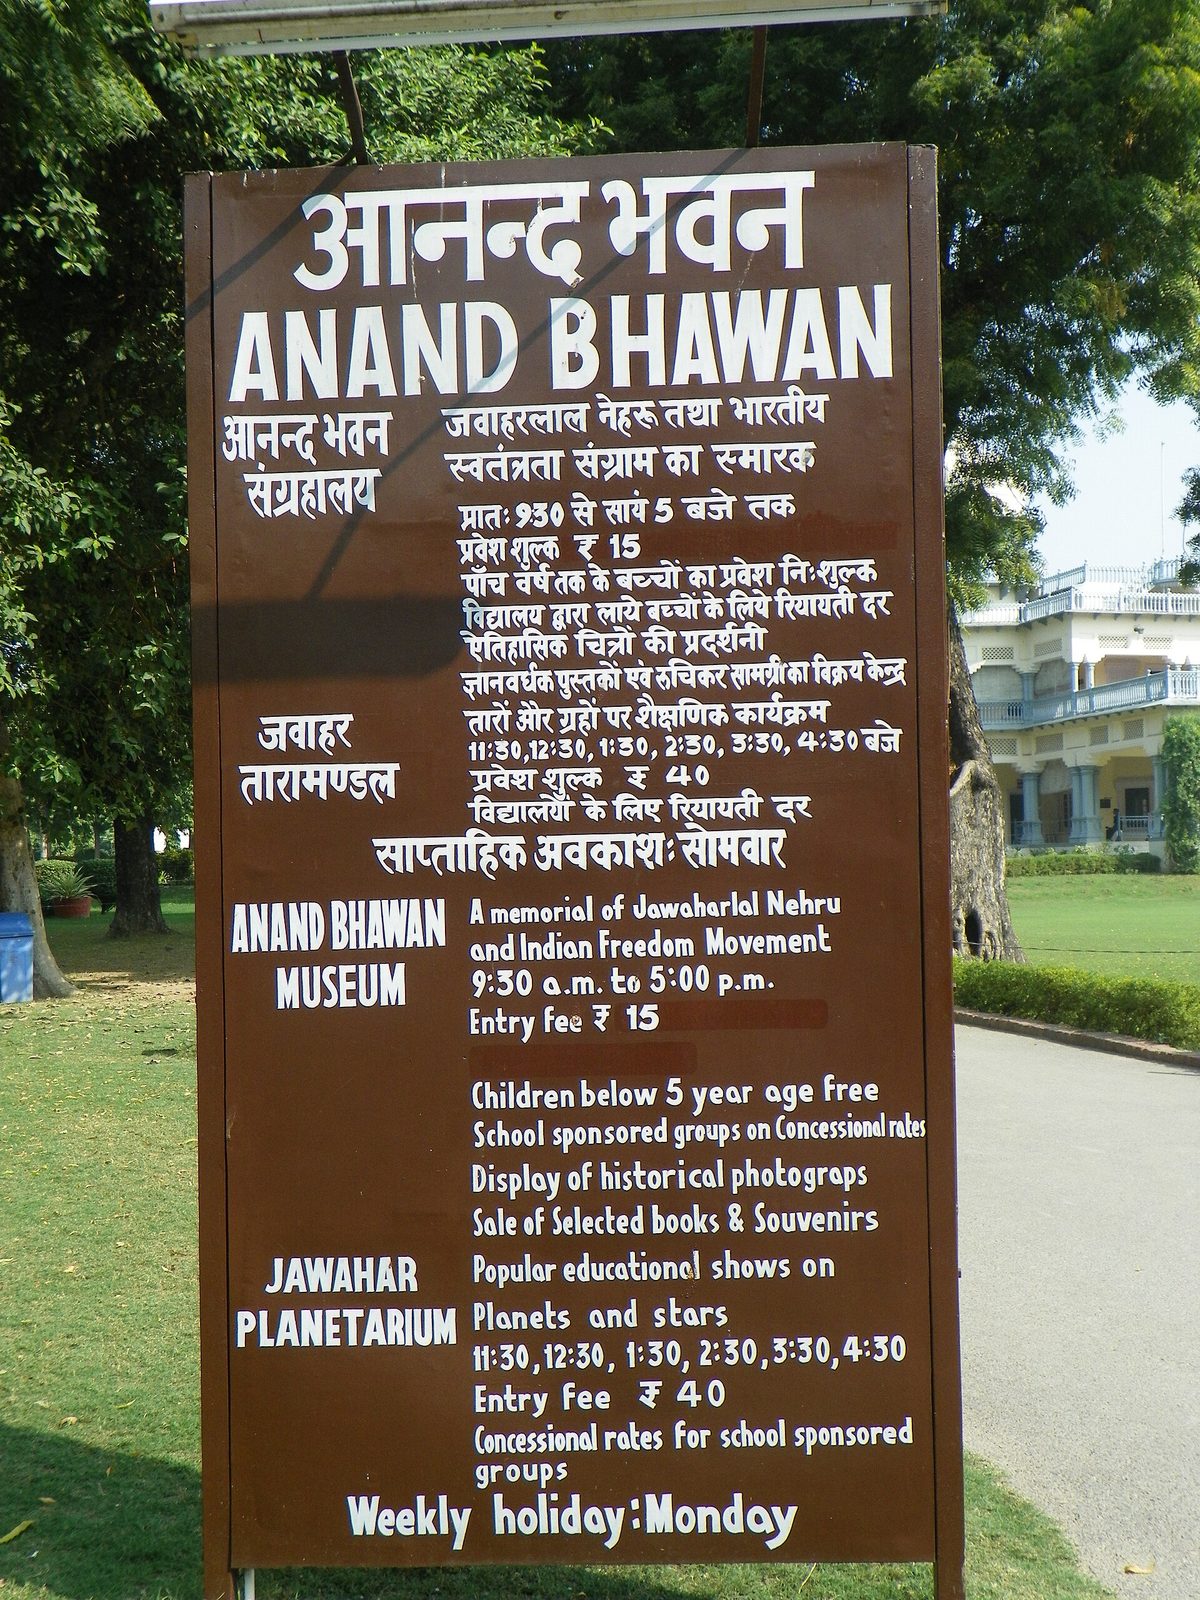 आनन्द भवन
ANAND BHAWAN
आनन्द भवन
संग्रहालय
जवाहरलाल नेहरू तथा भारतीय
स्वतंत्रता संग्राम का स्मारक
प्रातः 9:30 से सायं 5 बजे तक
प्रवेश शुल्क ₹ 15
पाँच वर्ष तक के बच्चों का प्रवेश निःशुल्क
विद्यालय द्वारा लाये बच्चों के लिये रियायती दर
ऐतिहासिक चित्रों की प्रदर्शनी
ज्ञानवर्धक पुस्तकों एवं रुचिकर सामग्री का विक्रय केन्द्र
जवाहर
तारामण्डल
तारों और ग्रहों पर शैक्षणिक कार्यक्रम
11:30,12:30, 1:30, 2:30, 3:30, 4:30 बजे
प्रवेश शुल्क ₹ 40
विद्यालयों के लिए रियायती दर
साप्ताहिक अवकाश: सोमवार
ANAND BHAWAN
MUSEUM
A memorial of Jawaharlal Nehru
and Indian Freedom Movement
9:30 a.m. to 5:00 p.m.
Entry fee ₹ 15
Children below 5 year age free
School sponsored groups on Concessional rates
Display of historical photograps
Sale of Selected books & Souvenirs
JAWAHAR
PLANETARIUM
Popular educational shows on
Planets and stars
11:30, 12:30, 1:30, 2:30, 3:30, 4:30
Entry fee ₹ 40
Concessional rates for school sponsored
groups
Weekly holiday: Monday